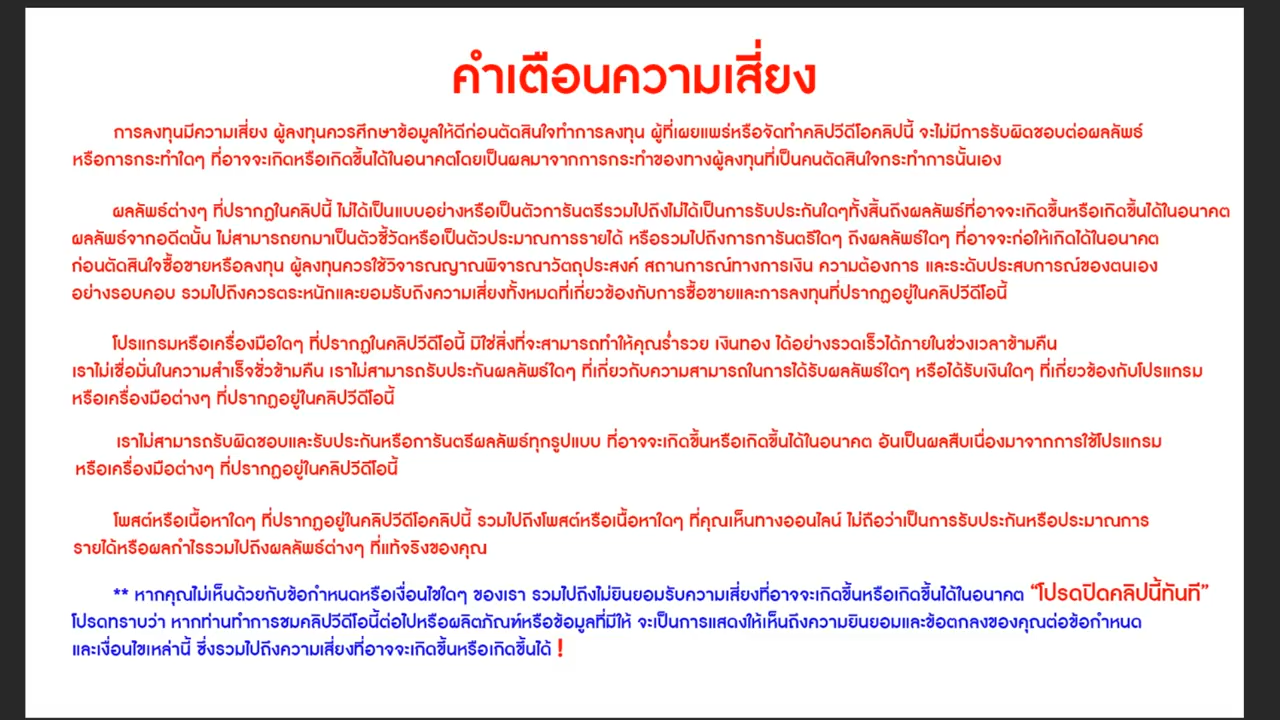 คำเตือนความเสี่ยง
การลงทุนมีความเสี่ยง ผู้ลงทุนควรศึกษาข้อมูลให้ดีก่อนตัดสินใจทำการลงทุน ผู้ที่เผยแพร่หรือจัดทำคลิปวีดีโอคลิปนี้ จะไม่มีการรับผิดชอบต่อผลลัพธ์
หรือการกระทำใดๆ ที่อาจจะเกิดหรือเกิดขึ้นได้ในอนาคตโดยเป็นผลมาจากการกระทำของทางผู้ลงทุนที่เป็นคนตัดสินใจกระทำการนั้นเอง
ผลลัพธ์ต่างๆ ที่ปรากฏในคลิปนี้ ไม่ได้เป็นแบบอย่างหรือเป็นตัวการันตรีรวมไปถึงไม่ได้เป็นการรับประกันใดๆทั้งสิ้นถึงผลลัพธ์ที่อาจจะเกิดขึ้นหรือเกิดขึ้นได้ในอนาคต
ผลลัพธ์จากอดีตนั้น ไม่สามารถยกมาเป็นตัวชี้วัดหรือเป็นตัวประมาณการรายได้ หรือรวมไปถึงการการันตรีใดๆ ถึงผลลัพธ์ใดๆ ที่อาจจะก่อให้เกิดได้ในอนาคต
ก่อนตัดสินใจซื้อขายหรือลงทุน ผู้ลงทุนควรใช้วิจารณญาณพิจารณาวัตถุประสงค์ สถานการณ์ทางการเงิน ความต้องการ และระดับประสบการณ์ของตนเอง
อย่างรอบคอบ รวมไปถึงควรตระหนักและยอมรับถึงความเสี่ยงทั้งหมดที่เกี่ยวข้องกับการซื้อขายและการลงทุนที่ปรากฏอยู่ในคลิปวีดีโอนี้
โปรแกรมหรือเครื่องมือใดๆ ที่ปรากฏในคลิปวีดีโอนี้ มิใช่สิ่งที่จะสามารถทำให้คุณร่ำรวย เงินทอง ได้อย่างรวดเร็วได้ภายในช่วงเวลาข้ามคืน
เราไม่เชื่อมั่นในความสำเร็จชั่วข้ามคืน เราไม่สามารถรับประกันผลลัพธ์ใดๆ ที่เกี่ยวกับความสามารถในการได้รับผลลัพธ์ใดๆ หรือได้รับเงินใดๆ ที่เกี่ยวข้องกับโปรแกรม
หรือเครื่องมือต่างๆ ที่ปรากฏอยู่ในคลิปวีดีโอนี้
เราไม่สามารถรับผิดชอบและรับประกันหรือการันตรีผลลัพธ์ทุกรูปแบบ ที่อาจจะเกิดขึ้นหรือเกิดขึ้นได้ในอนาคต อันเป็นผลสืบเนื่องมาจากการใช้โปรแกรม
หรือเครื่องมือต่างๆ ที่ปรากฏอยู่ในคลิปวีดีโอนี้
โพสต์หรือเนื้อหาใดๆ ที่ปรากฏอยู่ในคลิปวีดีโอคลิปนี้ รวมไปถึงโพสต์หรือเนื้อหาใดๆ ที่คุณเห็นทางออนไลน์ ไม่ถือว่าเป็นการรับประกันหรือประมาณการ
รายได้หรือผลกำไรรวมไปถึงผลลัพธ์ต่างๆ ที่แท้จริงของคุณ
** หากคุณไม่เห็นด้วยกับข้อกำหนดหรือเงื่อนไขใดๆ ของเรา รวมไปถึงไม่ยินยอมรับความเสี่ยงที่อาจจะเกิดขึ้นหรือเกิดขึ้นได้ในอนาคต “โปรดปิดคลิปนี้ทันที”
โปรดทราบว่า หากท่านทำการชมคลิปวีดีโอนี้ต่อไปหรือผลิตภัณฑ์หรือข้อมูลที่มีให้ จะเป็นการแสดงให้เห็นถึงความยินยอมและข้อตกลงของคุณต่อข้อกำหนด
และเงื่อนไขเหล่านี้ ซึ่งรวมไปถึงความเสี่ยงที่อาจจะเกิดขึ้นหรือเกิดขึ้นได้ !